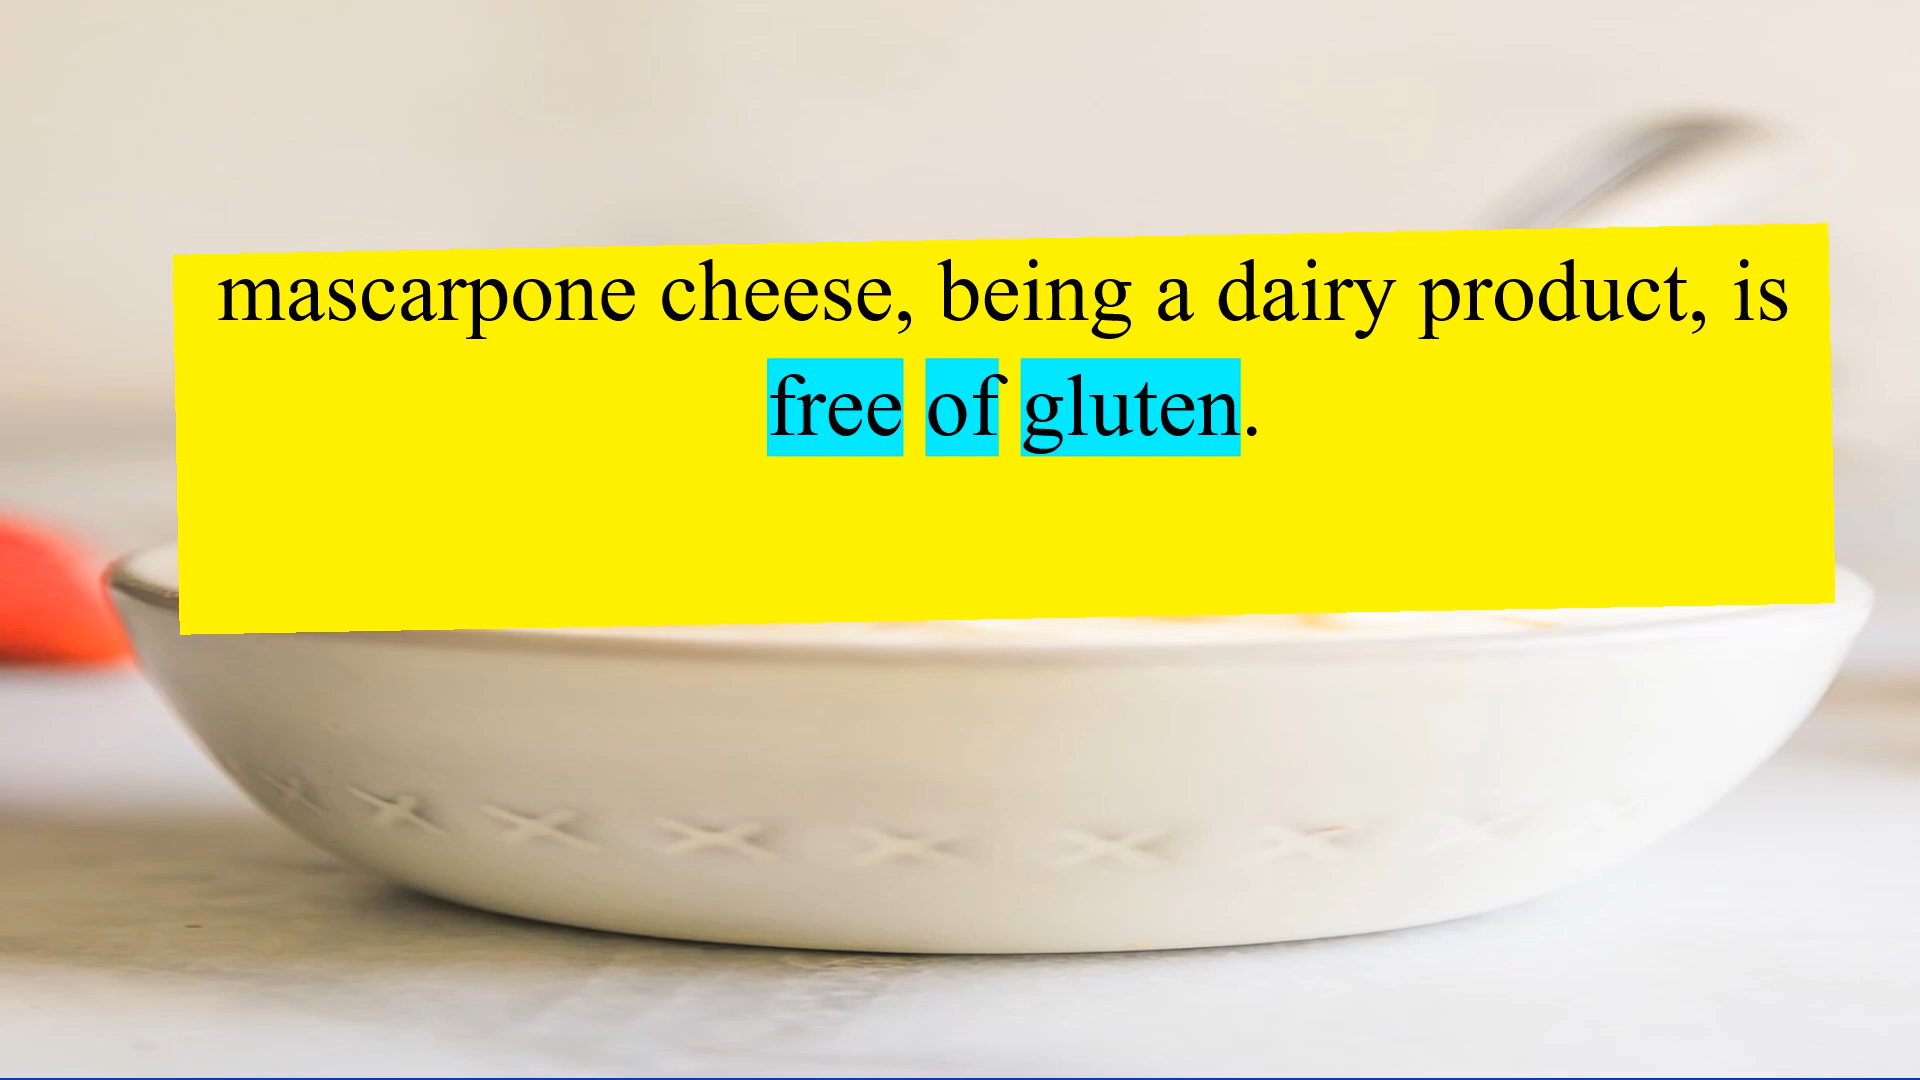 mascarpone cheese, being a dairy product, is
free of gluten.